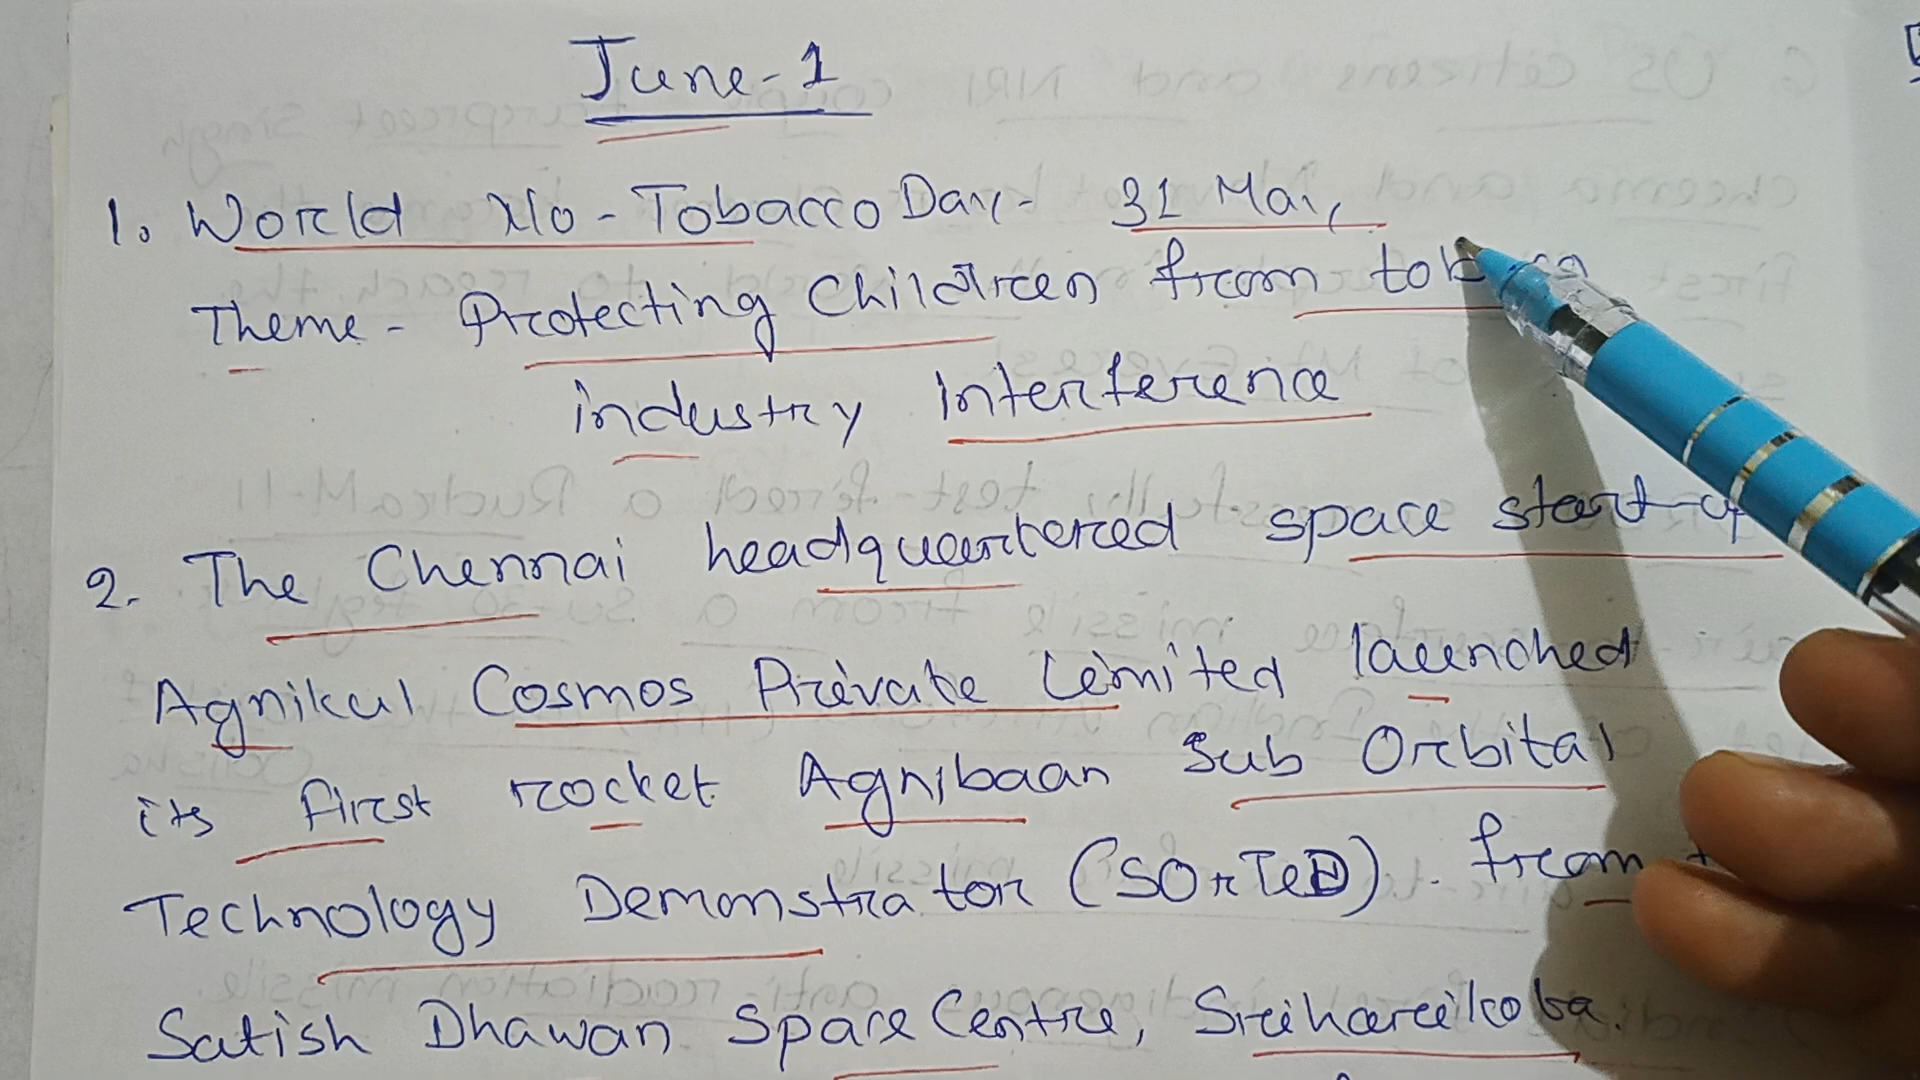 June-1
1. World No-Tobacco Day- 31 May,
Theme- Protecting Children from
industry Interference
2. The Chennai headquartered space start-up
Agnikul Cosmos Private Limited launched
its first rocket Agnibaan Sub Orbital
Technology Demonstrator (SOrTeD). from
Satish Dhawan Space Centre, Sriharikoba.